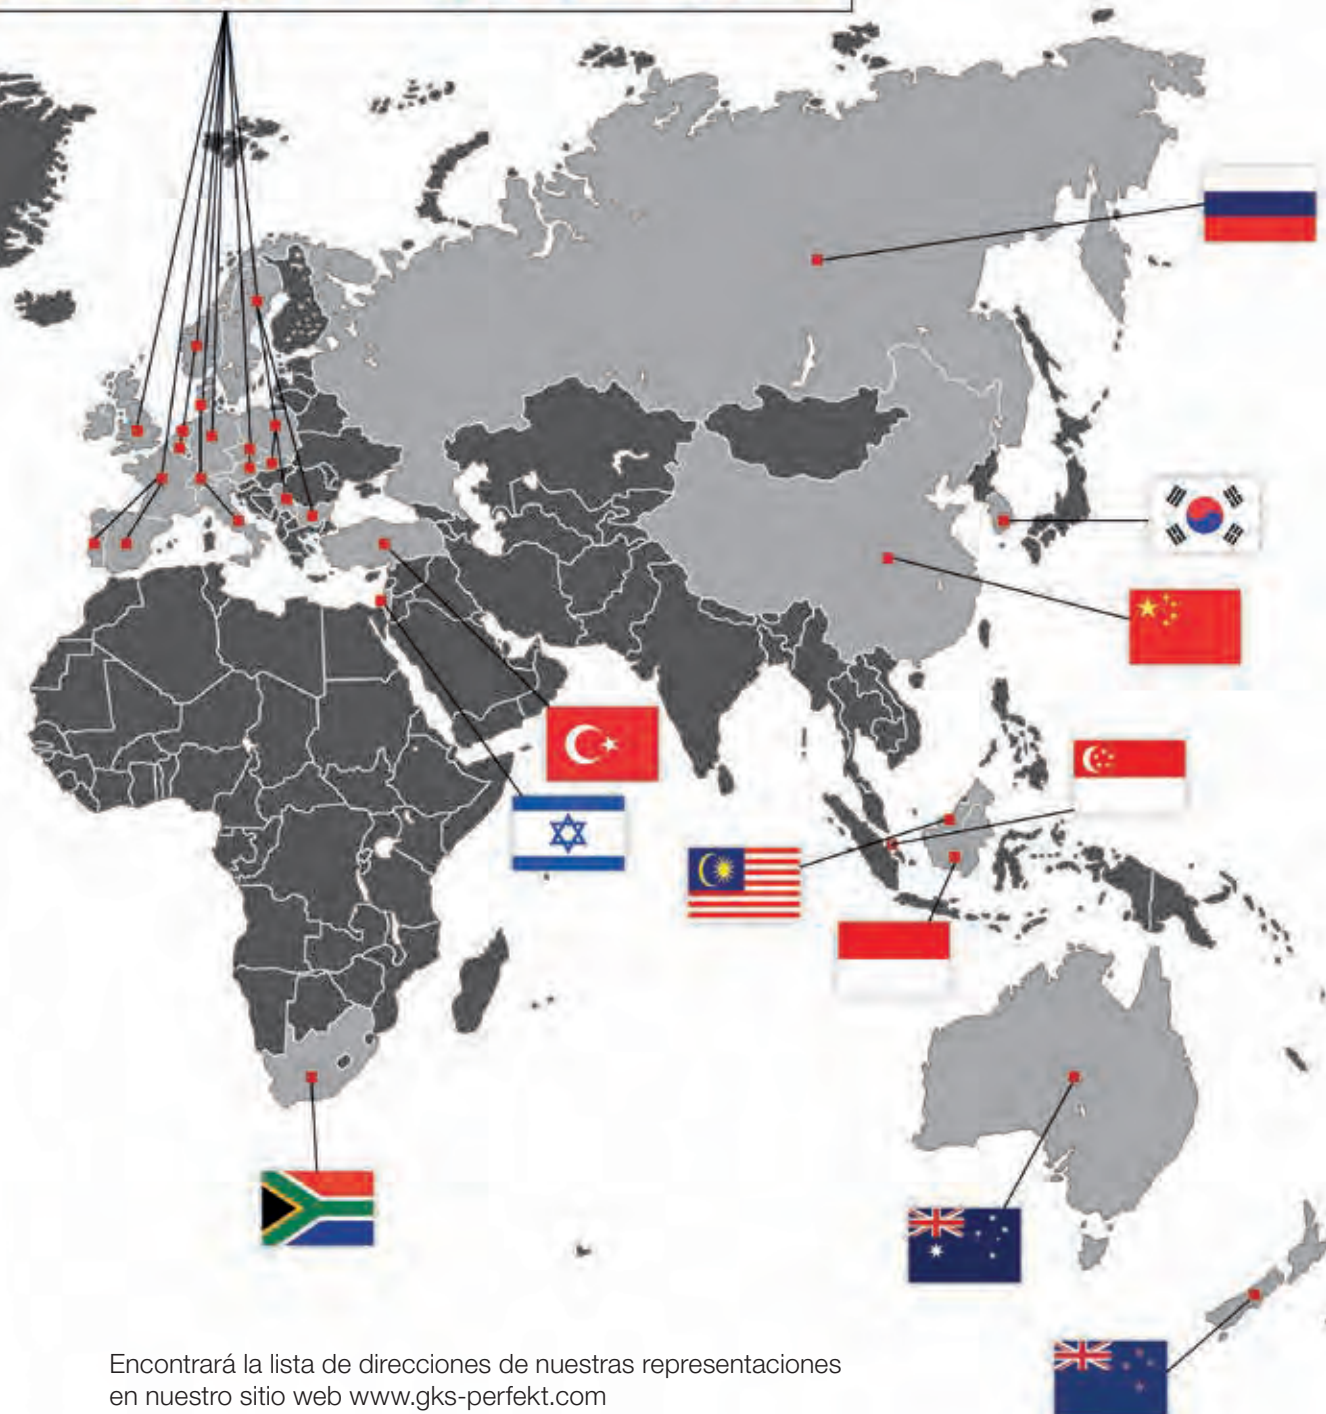 Encontrará la lista de direcciones de nuestras representaciones
en nuestro sitio web www.gks-perfekt.com